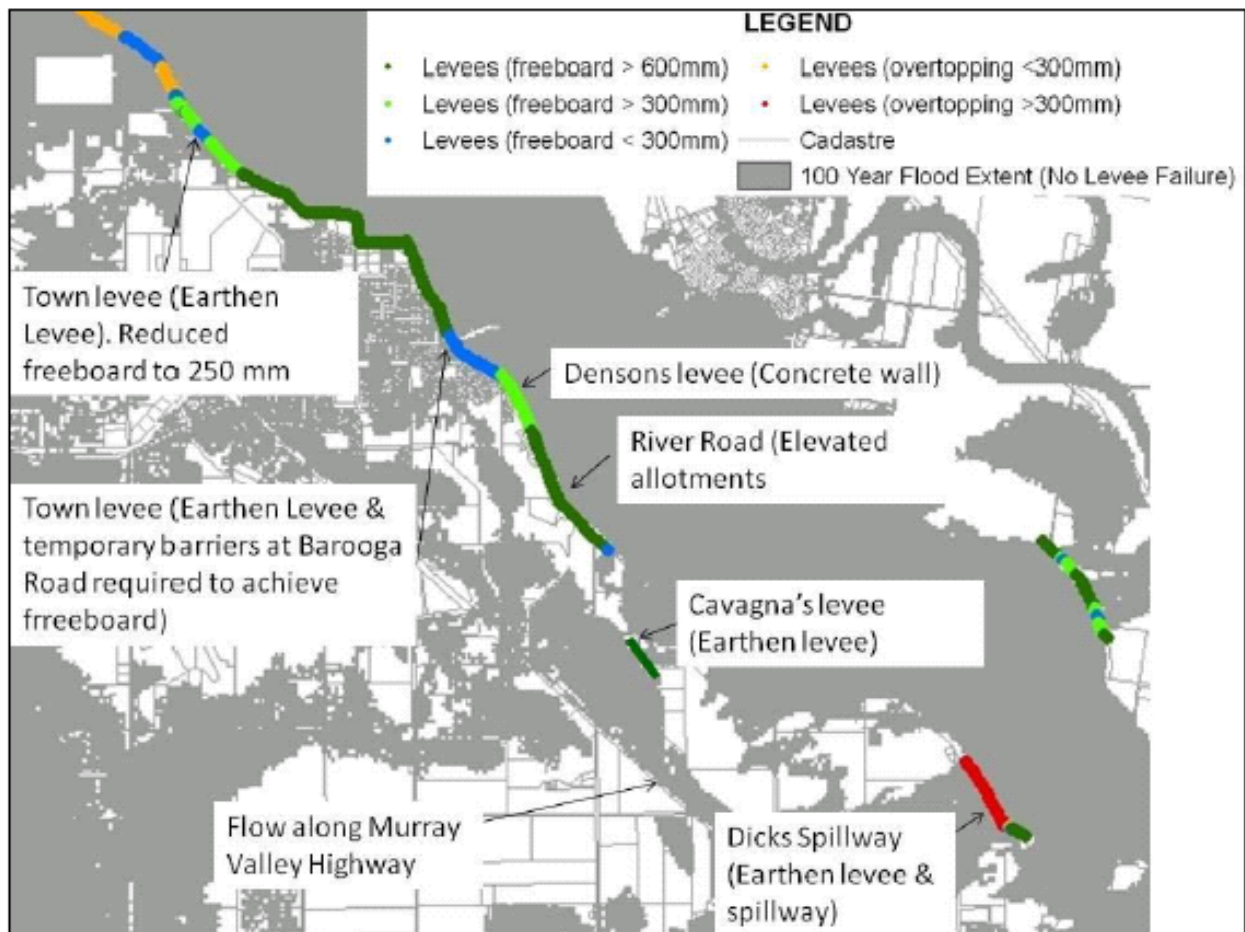 LEGEND
Levees (freeboard > 600mm)
Levees (freeboard > 300mm)
Levees (freeboard < 300mm)
Levees (overtopping <300mm)
Levees (overtopping >300mm)
Cadastre
100 Year Flood Extent (No Levee Failure)
Town levee (Earthen
Levee). Reduced
freeboard to 250 mm
Densons levee (Concrete wall)
River Road (Elevated
allotments
Town levee (Earthen Levee &
temporary barriers at Barooga
Road required to achieve
frreeboard)
Cavagna's levee
(Earthen levee)
Flow along Murray
Valley Highway
Dicks Spillway
(Earthen levee &
spillway)